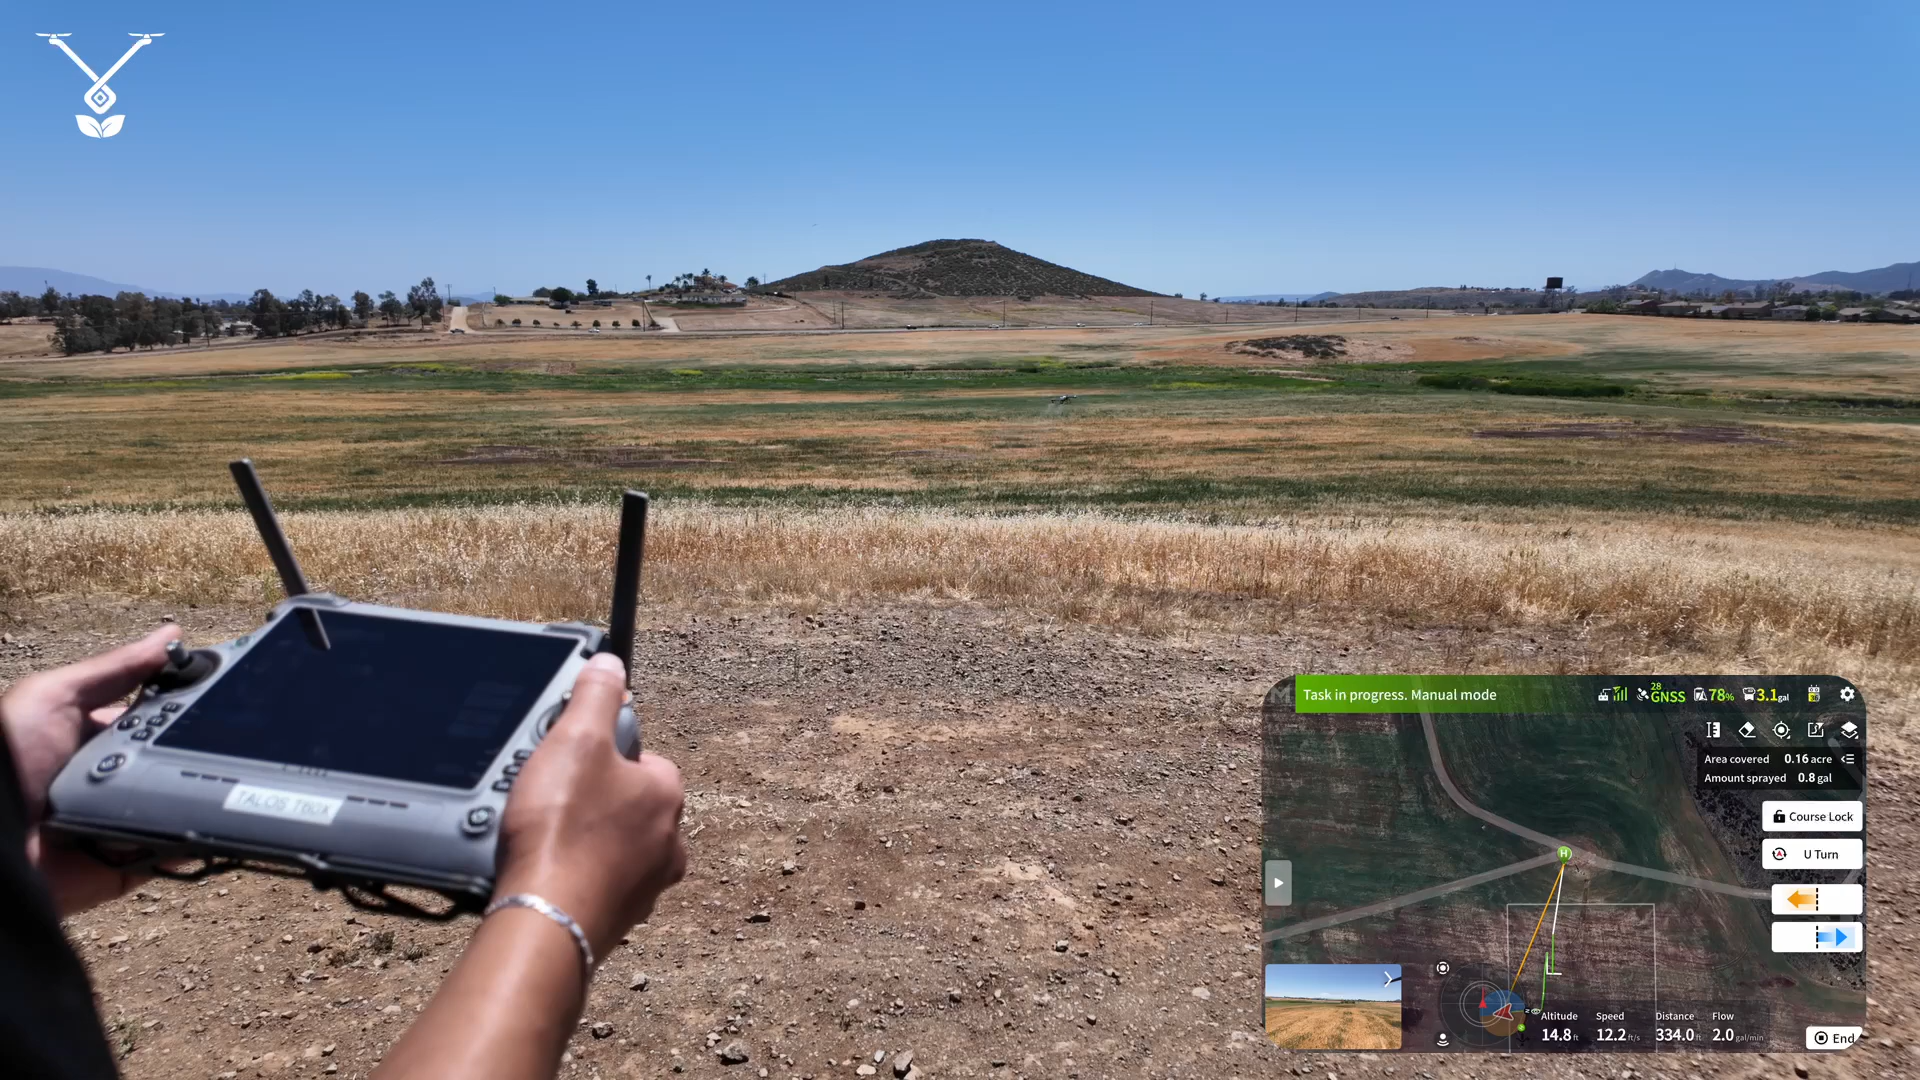 Task in progress. Manual mode
28
GNSS
78%
3.1gal
Area covered 0.16 acre
Amount sprayed 0.8 gal
Course Lock
U Turn
H
Altitude Speed Distance Flow
14.8ft 12.2ft/s 334.0ft 2.0gal/min
End
TALOS T60X